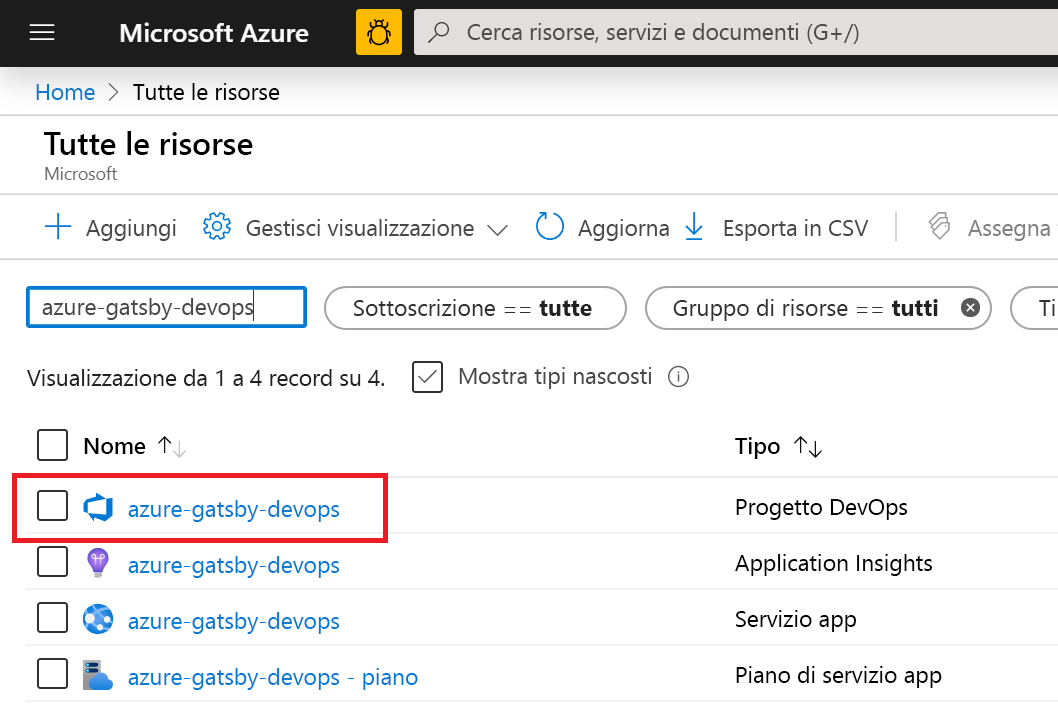 Microsoft Azure
Cerca risorse, servizi e documenti (G+/)
Home > Tutte le risorse
Tutte le risorse
Microsoft
Aggiungi Gestisci visualizzazione Aggiorna Esporta in CSV Assegna
azure-gatsby-devops Sottoscrizione == tutte Gruppo di risorse == tutti Ti
Visualizzazione da 1 a 4 record su 4. Mostra tipi nascosti
Nome Tipo
azure-gatsby-devops Progetto DevOps
azure-gatsby-devops Application Insights
azure-gatsby-devops Servizio app
azure-gatsby-devops - piano Piano di servizio app